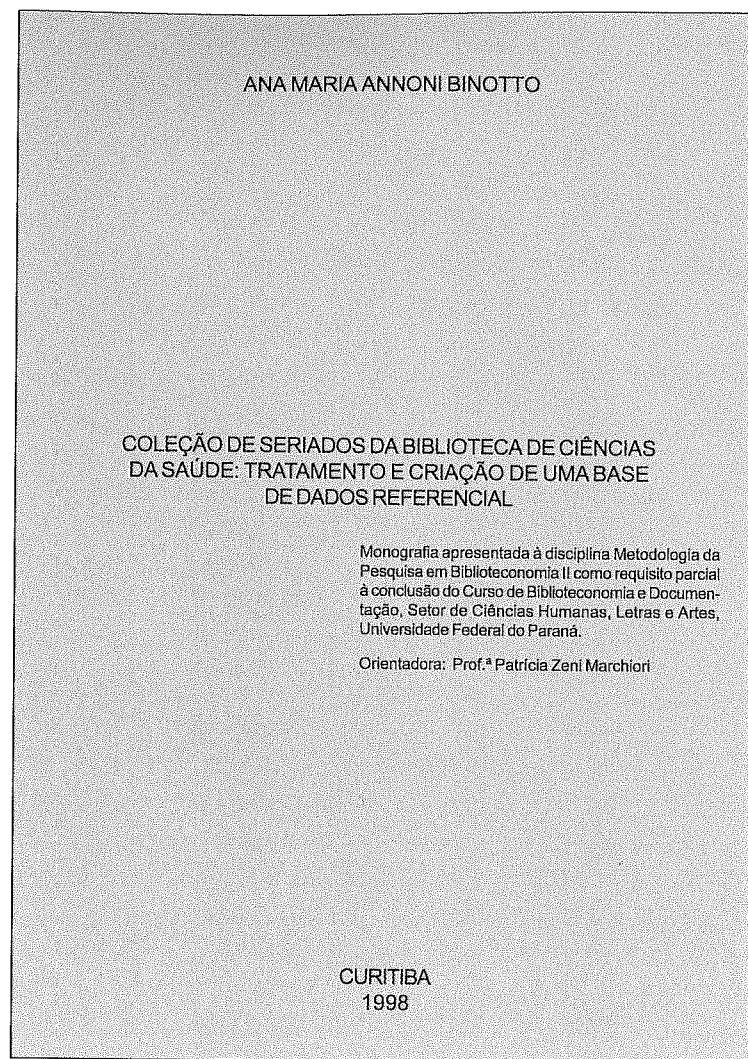 ANA MARIA ANNONI BINOTTO
COLEÇÃO DE SERIADOS DA BIBLIOTECA DE CIÊNCIAS
DA SAÚDE: TRATAMENTO E CRIAÇÃO DE UMA BASE
DE DADOS REFERENCIAL
Monografia apresentada à disciplina Metodologia da
Pesquisa em Biblioteconomia II como requisito parcial
à conclusão do Curso de Biblioteconomia e Documen-
tação, Setor de Ciências Humanas, Letras e Artes,
Universidade Federal do Paraná.
Orientadora: Prof.ª Patrícia Zeni Marchiori
CURITIBA
1998